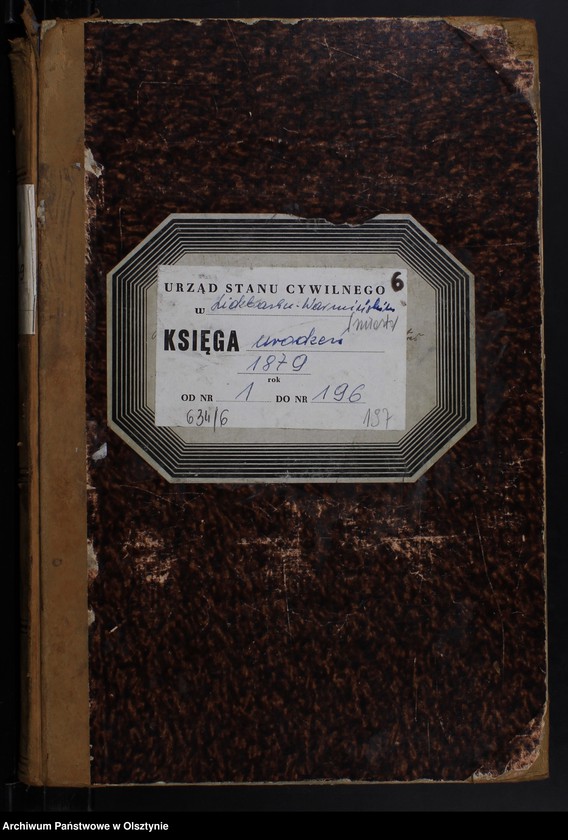 6
URZĄD STANU CYWILNEGO
w Lidzbarku-Warmińskim
(miasto)
KSIĘGA urodzeń
1879
rok
OD NR 1 DO NR 196
634/6 197
Archiwum Państwowe w Olsztynie